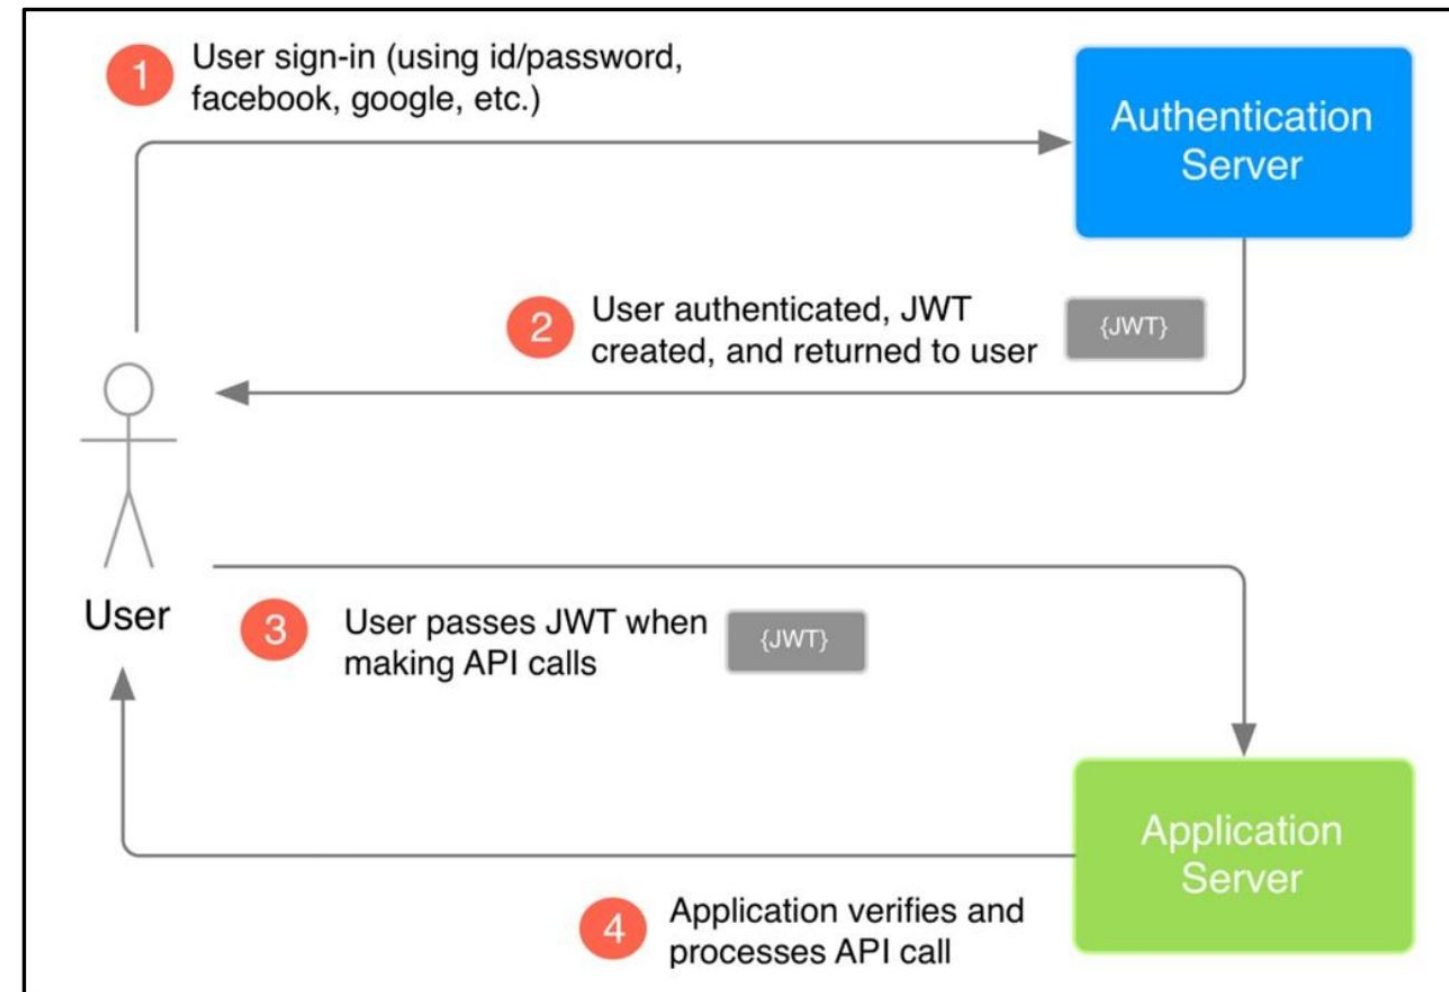 1
User sign-in (using id/password,
facebook, google, etc.)
Authentication
Server
2
User authenticated, JWT
created, and returned to user
{JWT}
User
3
User passes JWT when
making API calls
{JWT}
Application
Server
4
Application verifies and
processes API call